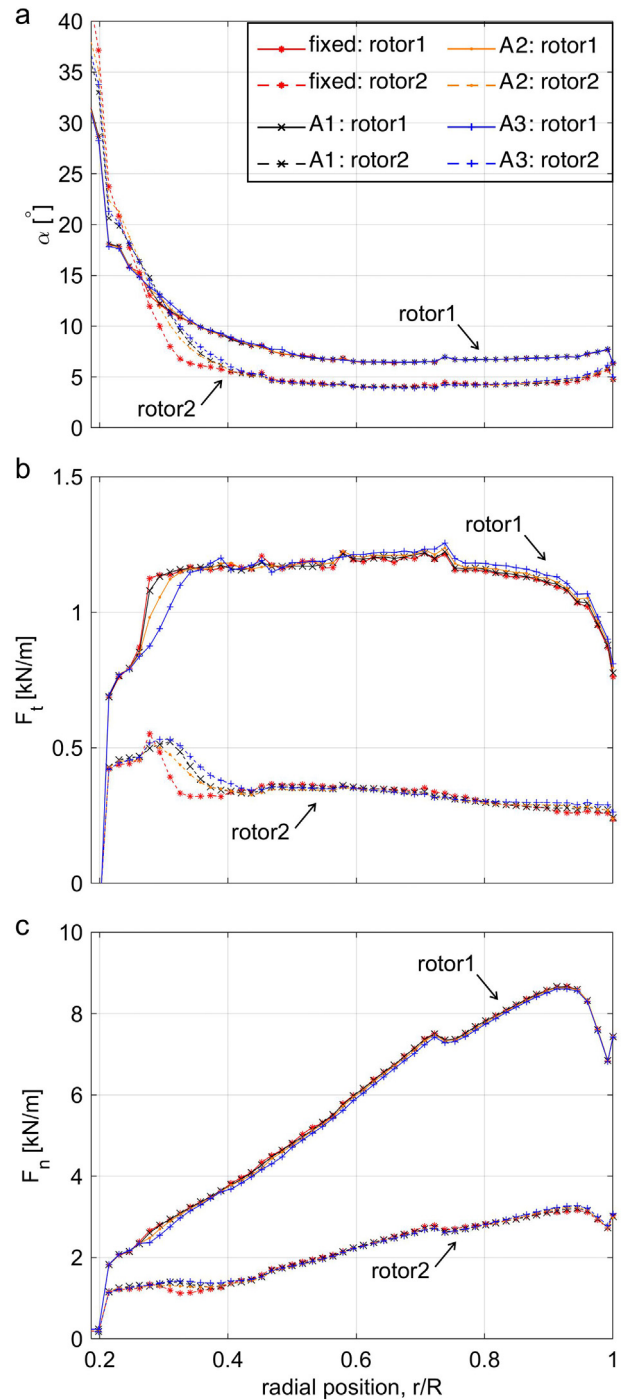 a
40
35
30
25
20
15
10
5
0
α [°]
fixed: rotor1
fixed: rotor2
A1: rotor1
A1: rotor2
A2: rotor1
A2: rotor2
A3: rotor1
A3: rotor2
rotor1
rotor2
b
1.5
1
0.5
0
Ft [kN/m]
rotor1
rotor2
c
10
8
6
4
2
0
Fn [kN/m]
rotor1
rotor2
0.2 0.4 0.6 0.8 1
radial position, r/R